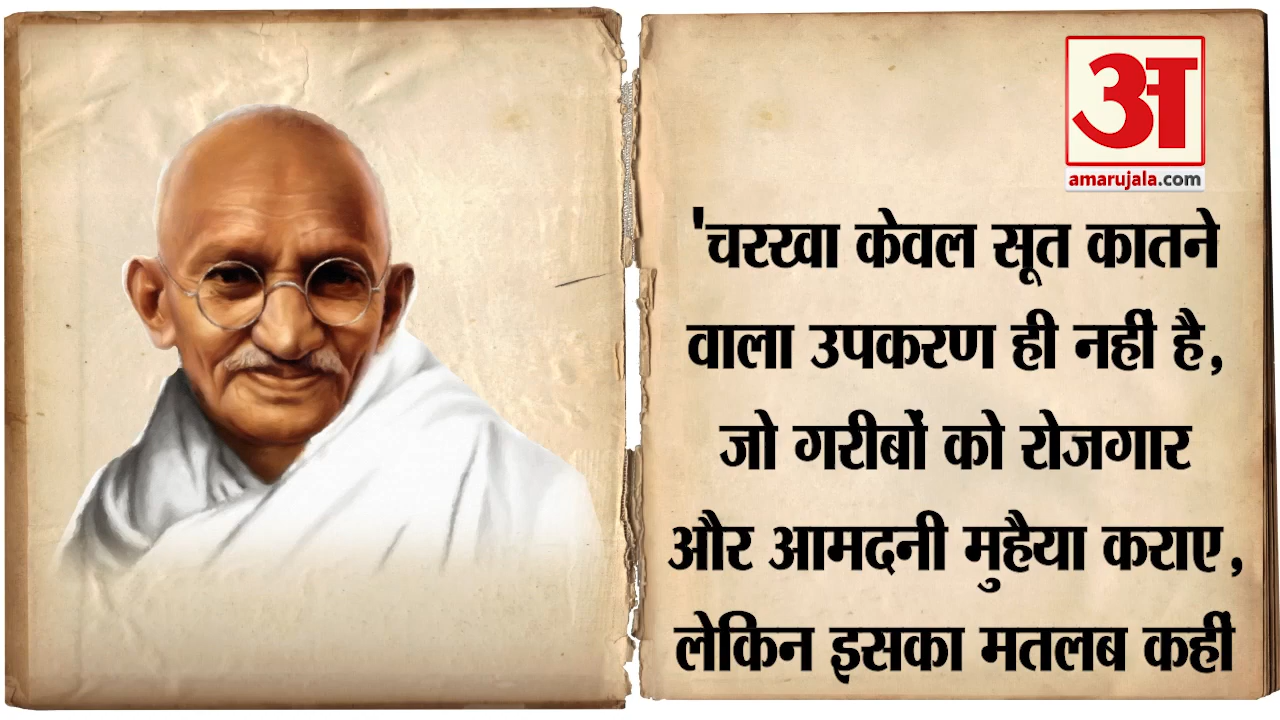 अ
amarujala.com
'चरखा केवल सूत कातने
वाला उपकरण ही नहीं है,
जो गरीबों को रोजगार
और आमदनी मुहैया कराए,
लेकिन इसका मतलब कहीं